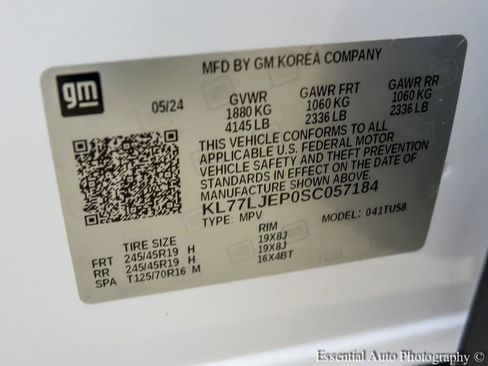 gm
MFD BY GM KOREA COMPANY
05/24 GVWR GAWR FRT GAWR RR
1880 KG 1060 KG 1060 KG
4145 LB 2336 LB 2336 LB
THIS VEHICLE CONFORMS TO ALL
APPLICABLE U.S. FEDERAL MOTOR
VEHICLE SAFETY AND THEFT PREVENTION
STANDARDS IN EFFECT ON THE DATE OF
MANUFACTURE SHOWN ABOVE.
KL77LJEP0SC057184
TYPE: MPV MODEL: 041TU58
TIRE SIZE RIM
FRT 245/45R19 H 19X8J
RR 245/45R19 H 19X8J
SPA T125/70R16 M 16X4BT
Essential Auto Photography ©